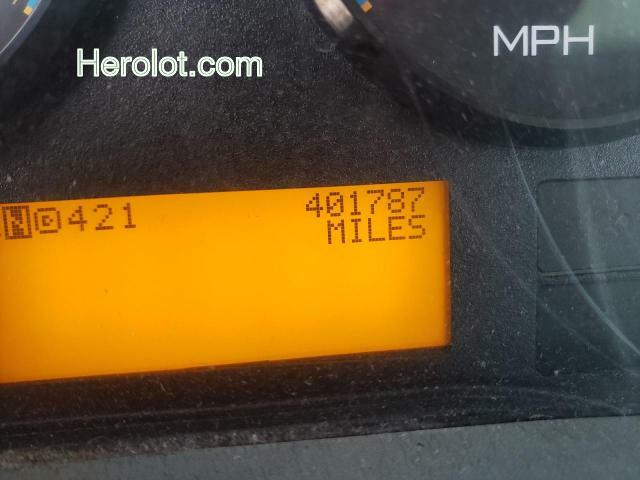 MPH
Herolot.com
N D 421
401787
MILES